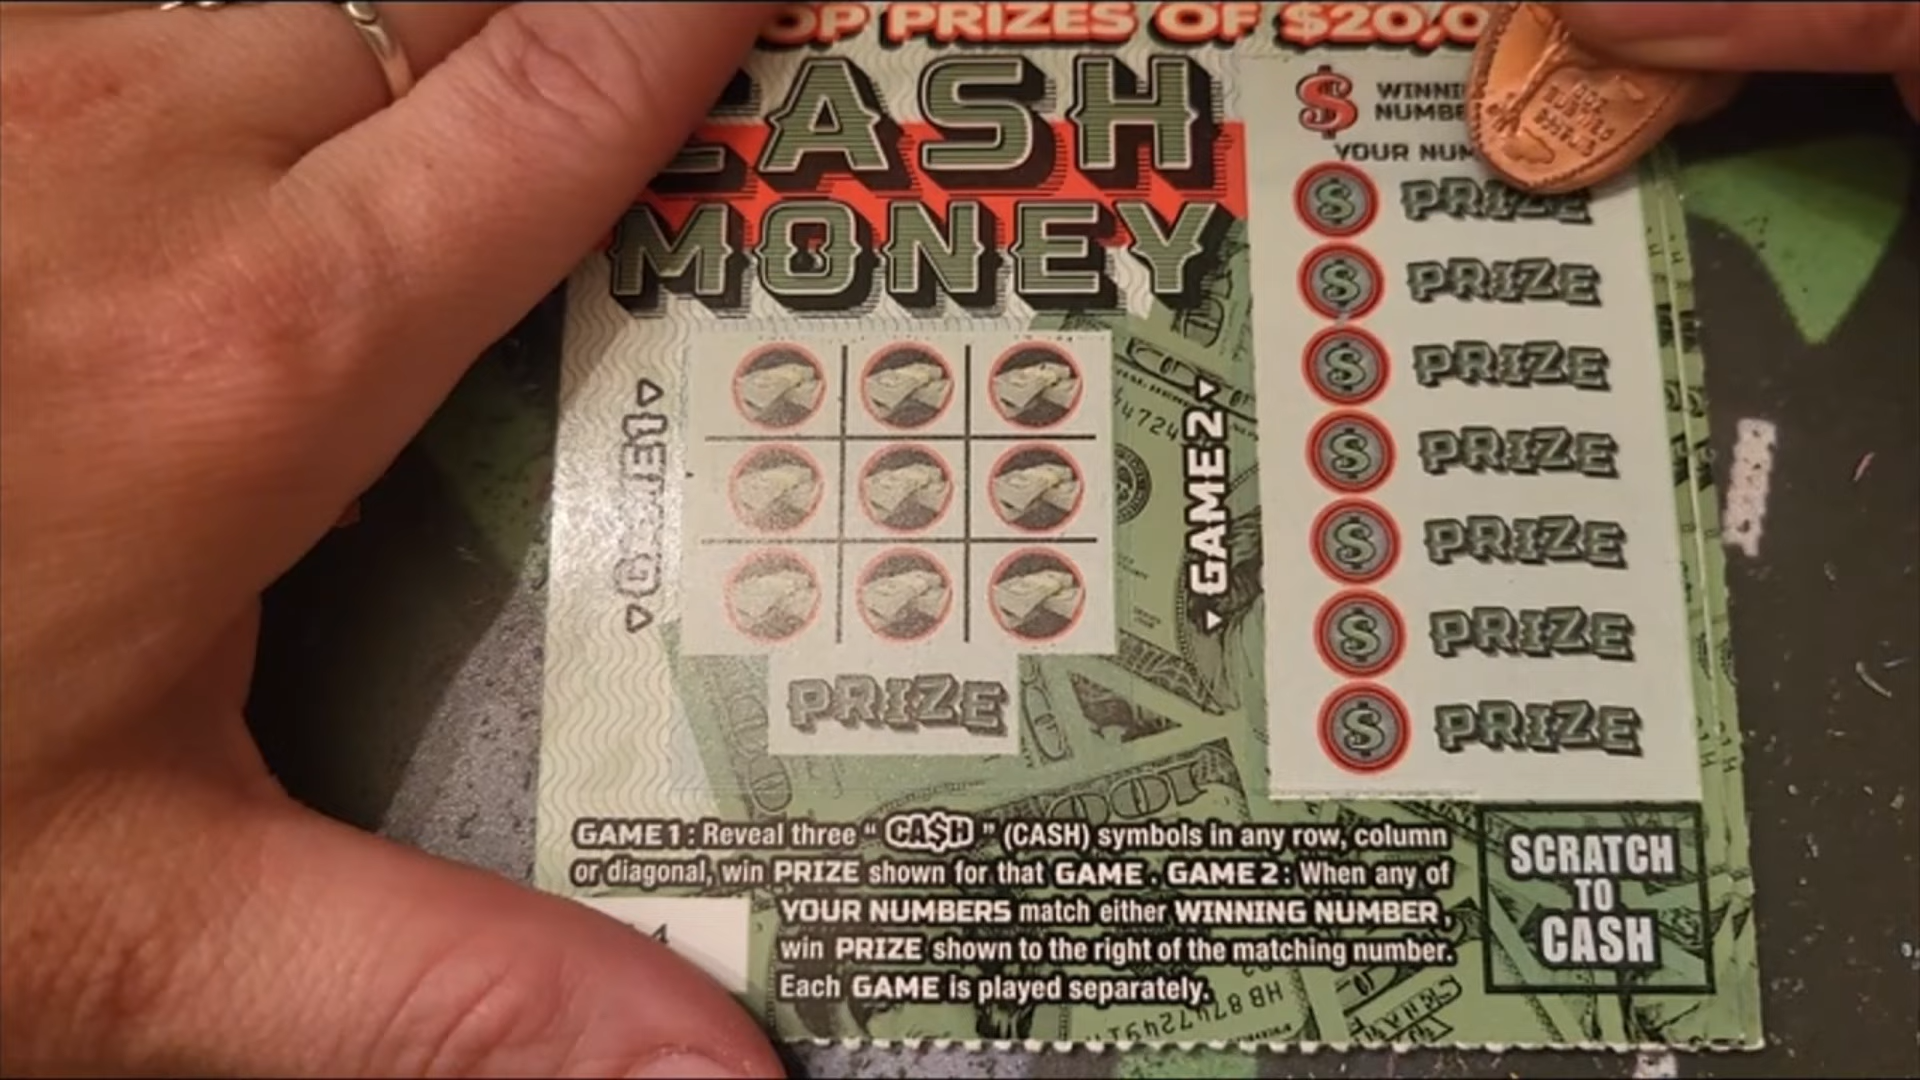 OP PRIZES OF $20,0
CASH
MONEY
WINNI
NUMBE
YOUR NUM
PRIZE
PRIZE
PRIZE
PRIZE
PRIZE
PRIZE
PRIZE
GAME 1
GAME 2
PRIZE
GAME 1: Reveal three “ CA$H ” (CASH) symbols in any row, column
or diagonal, win PRIZE shown for that GAME. GAME 2: When any of
YOUR NUMBERS match either WINNING NUMBER,
win PRIZE shown to the right of the matching number.
Each GAME is played separately.
SCRATCH
TO
CASH